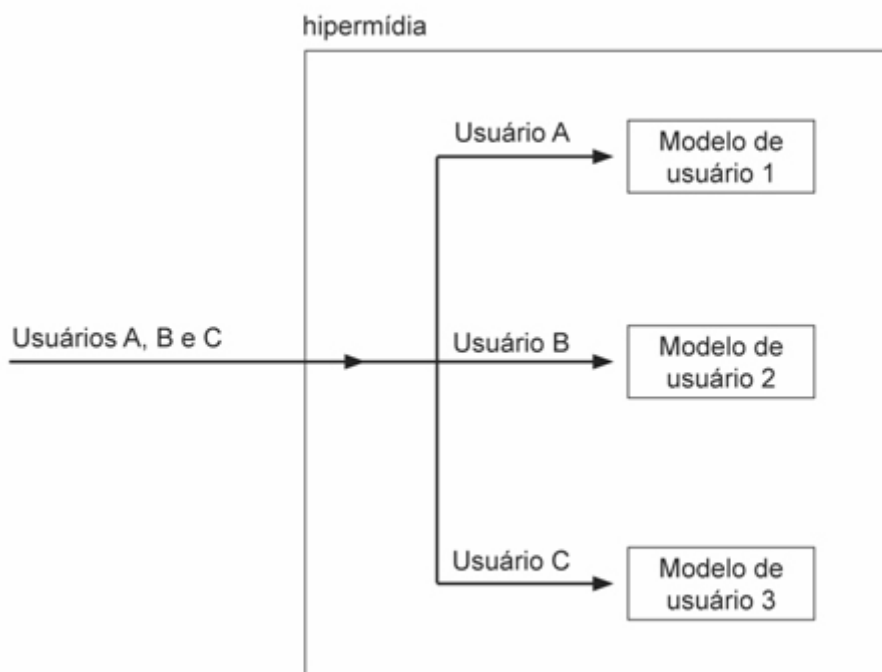 hipermídia
Usuário A
Modelo de
usuário 1
Usuários A, B e C
Usuário B
Modelo de
usuário 2
Usuário C
Modelo de
usuário 3